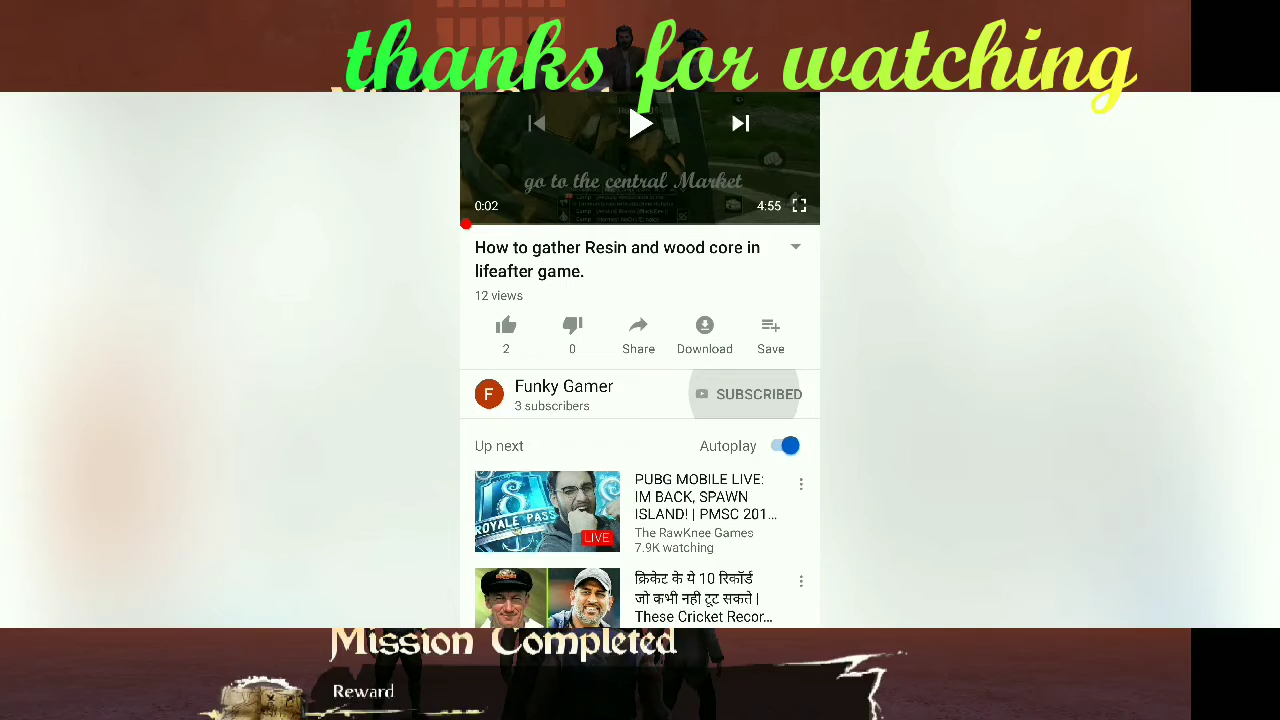 thanks for watching
go to the central Market
0:02
4:55
How to gather Resin and wood core in
lifeafter game.
12 views
2
0
Share
Download
Save
F
Funky Gamer
3 subscribers
SUBSCRIBED
Up next
Autoplay
ROYALE PASS
LIVE
PUBG MOBILE LIVE:
IM BACK, SPAWN
ISLAND! | PMSC 201...
The RawKnee Games
7.9K watching
क्रिकेट के ये 10 रिकॉर्ड
जो कभी नही टूट सकते |
These Cricket Recor...
Mission Completed
Reward